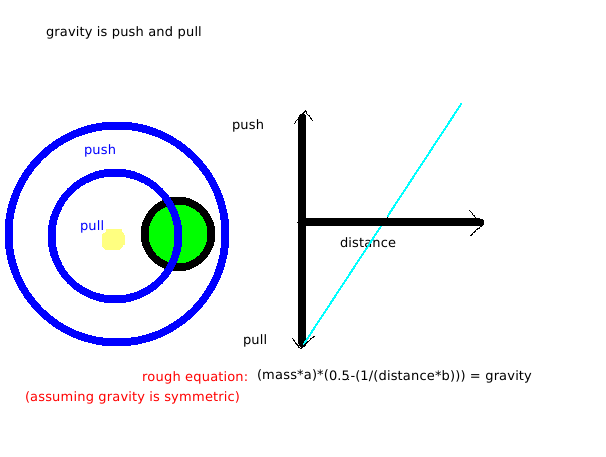 gravity is push and pull
push
push
pull
distance
pull
rough equation: (mass*a)*(0.5-(1/(distance*b))) = gravity
(assuming gravity is symmetric)